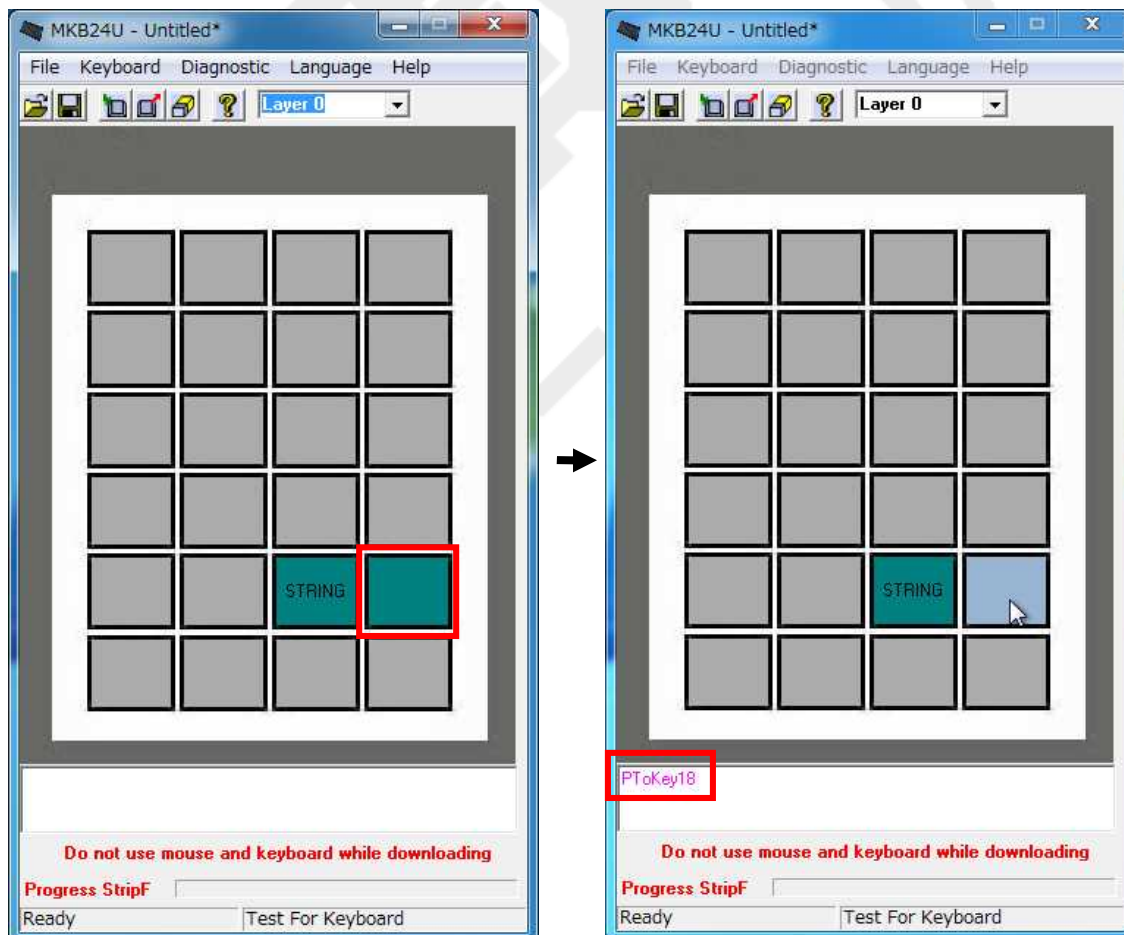 MKB24U - Untitled*
File Keyboard Diagnostic Language Help
Layer 0
STRING
Do not use mouse and keyboard while downloading
Progress StripF
Ready Test For Keyboard
MKB24U - Untitled*
File Keyboard Diagnostic Language Help
Layer 0
STRING
PToKey18
Do not use mouse and keyboard while downloading
Progress StripF
Ready Test For Keyboard